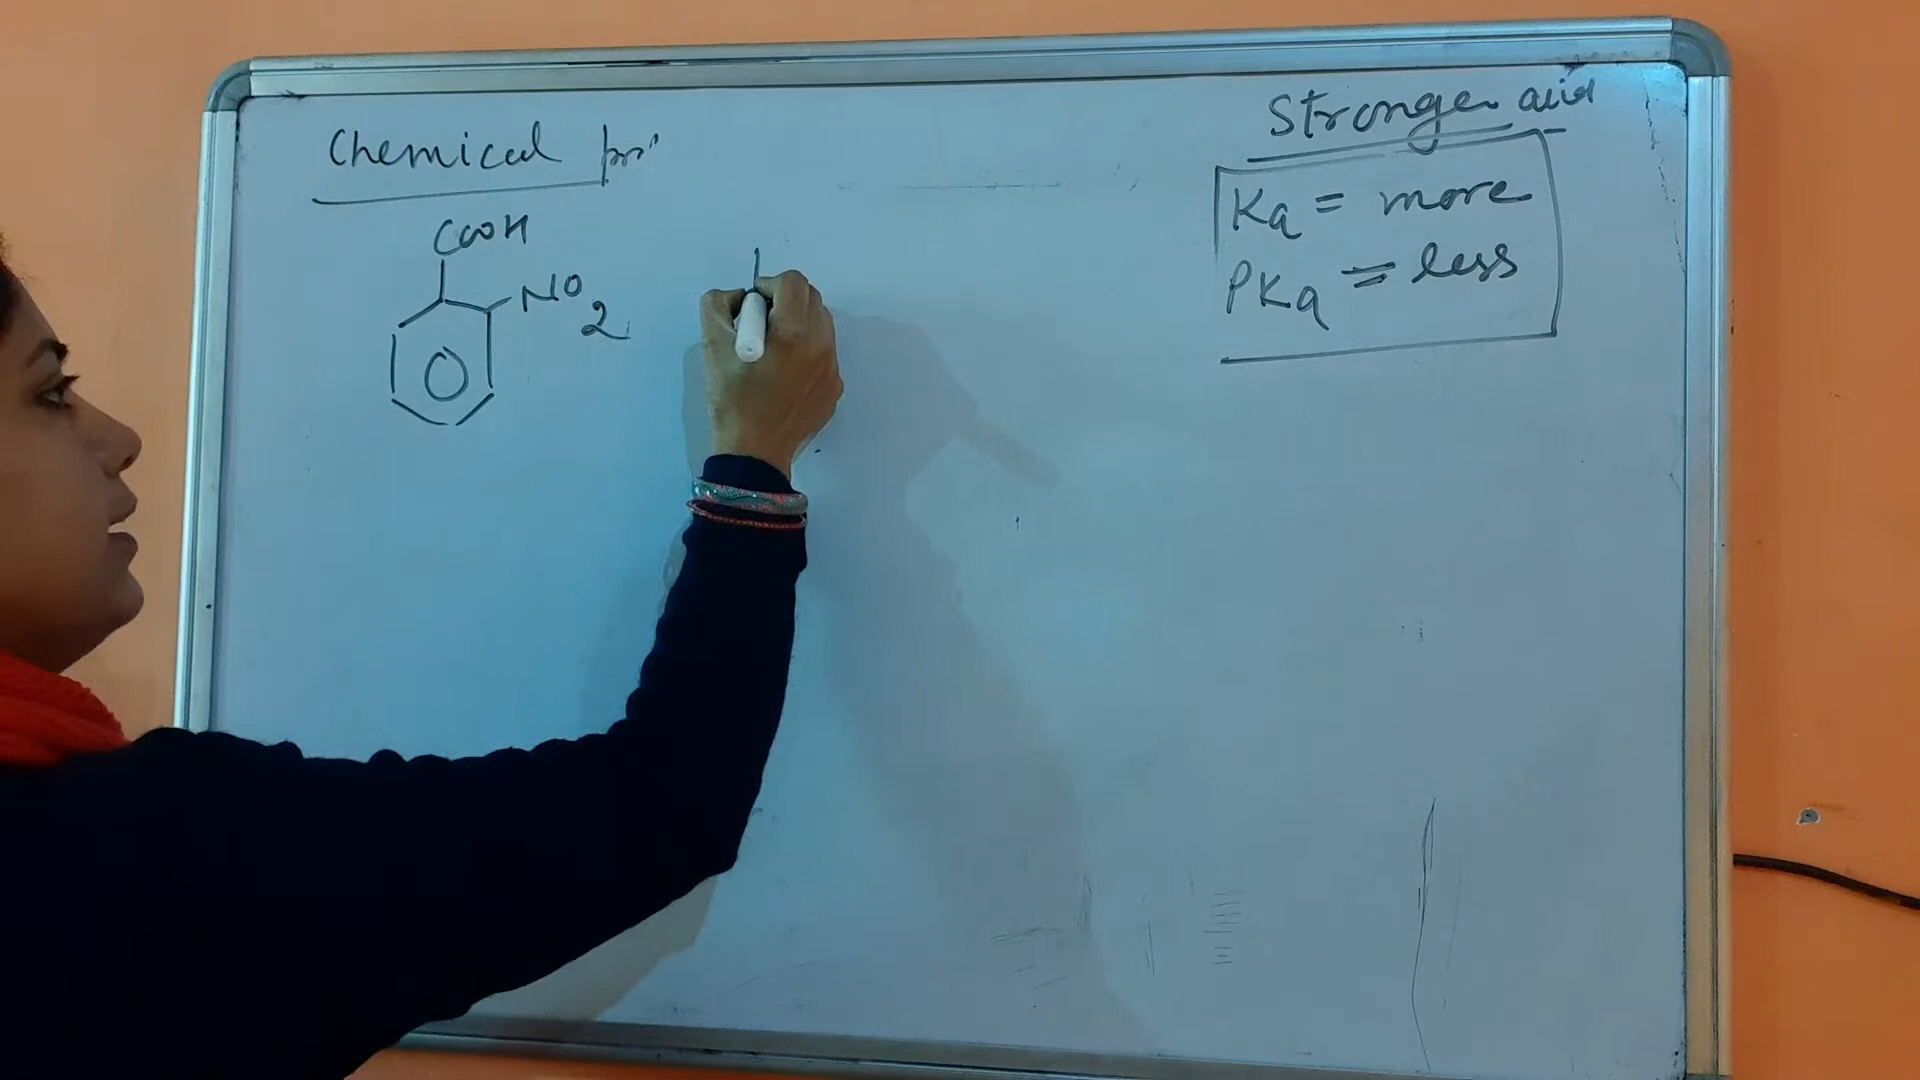 Chemical
COOH
NO2
Stronger acid
Ka = more
PKa = less